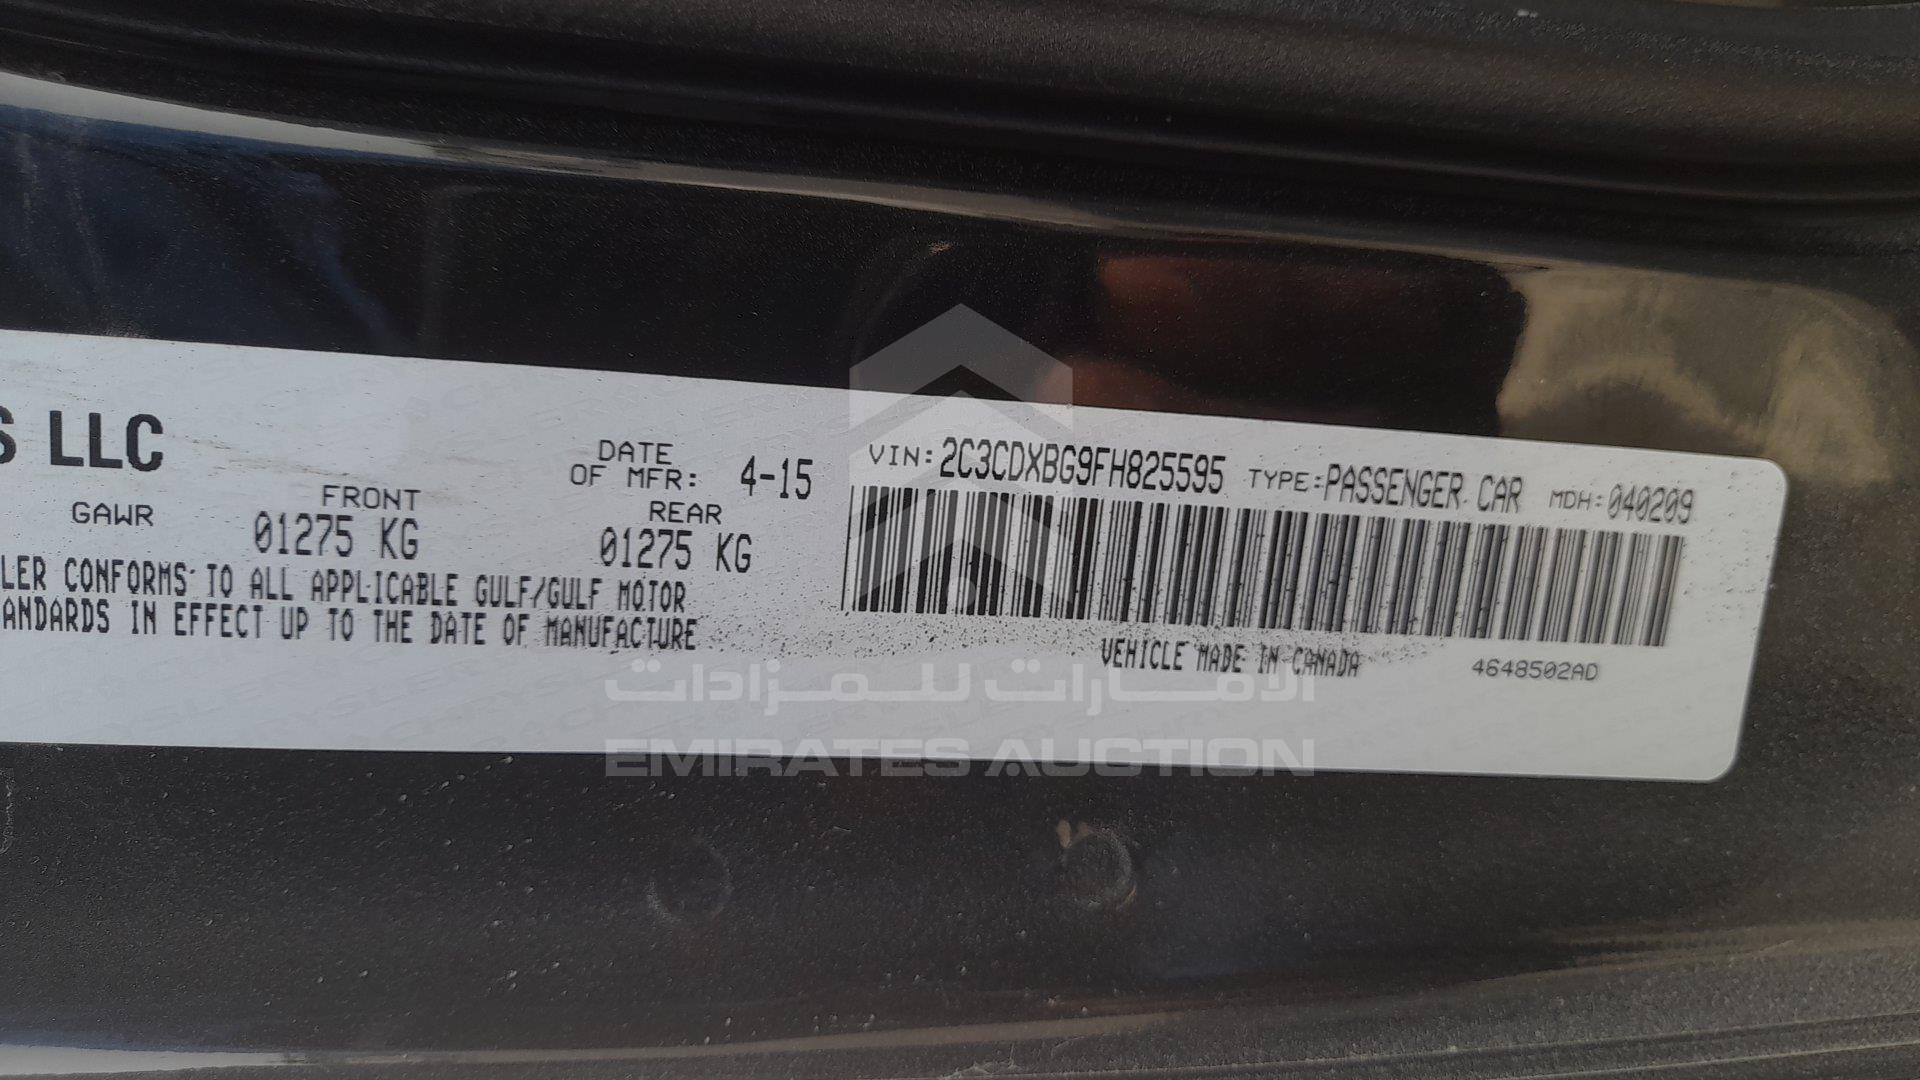 S LLC
DATE
OF MFR: 4-15
VIN: 2C3CDXBG9FH825595 TYPE: PASSENGER CAR MDH: 040209
GAWR
FRONT
01275 KG
REAR
01275 KG
LER CONFORMS TO ALL APPLICABLE GULF/GULF MOTOR
ANDARDS IN EFFECT UP TO THE DATE OF MANUFACTURE
VEHICLE MADE IN CANADA
4648502AD
الامارات للمزادات
EMIRATES AUCTION